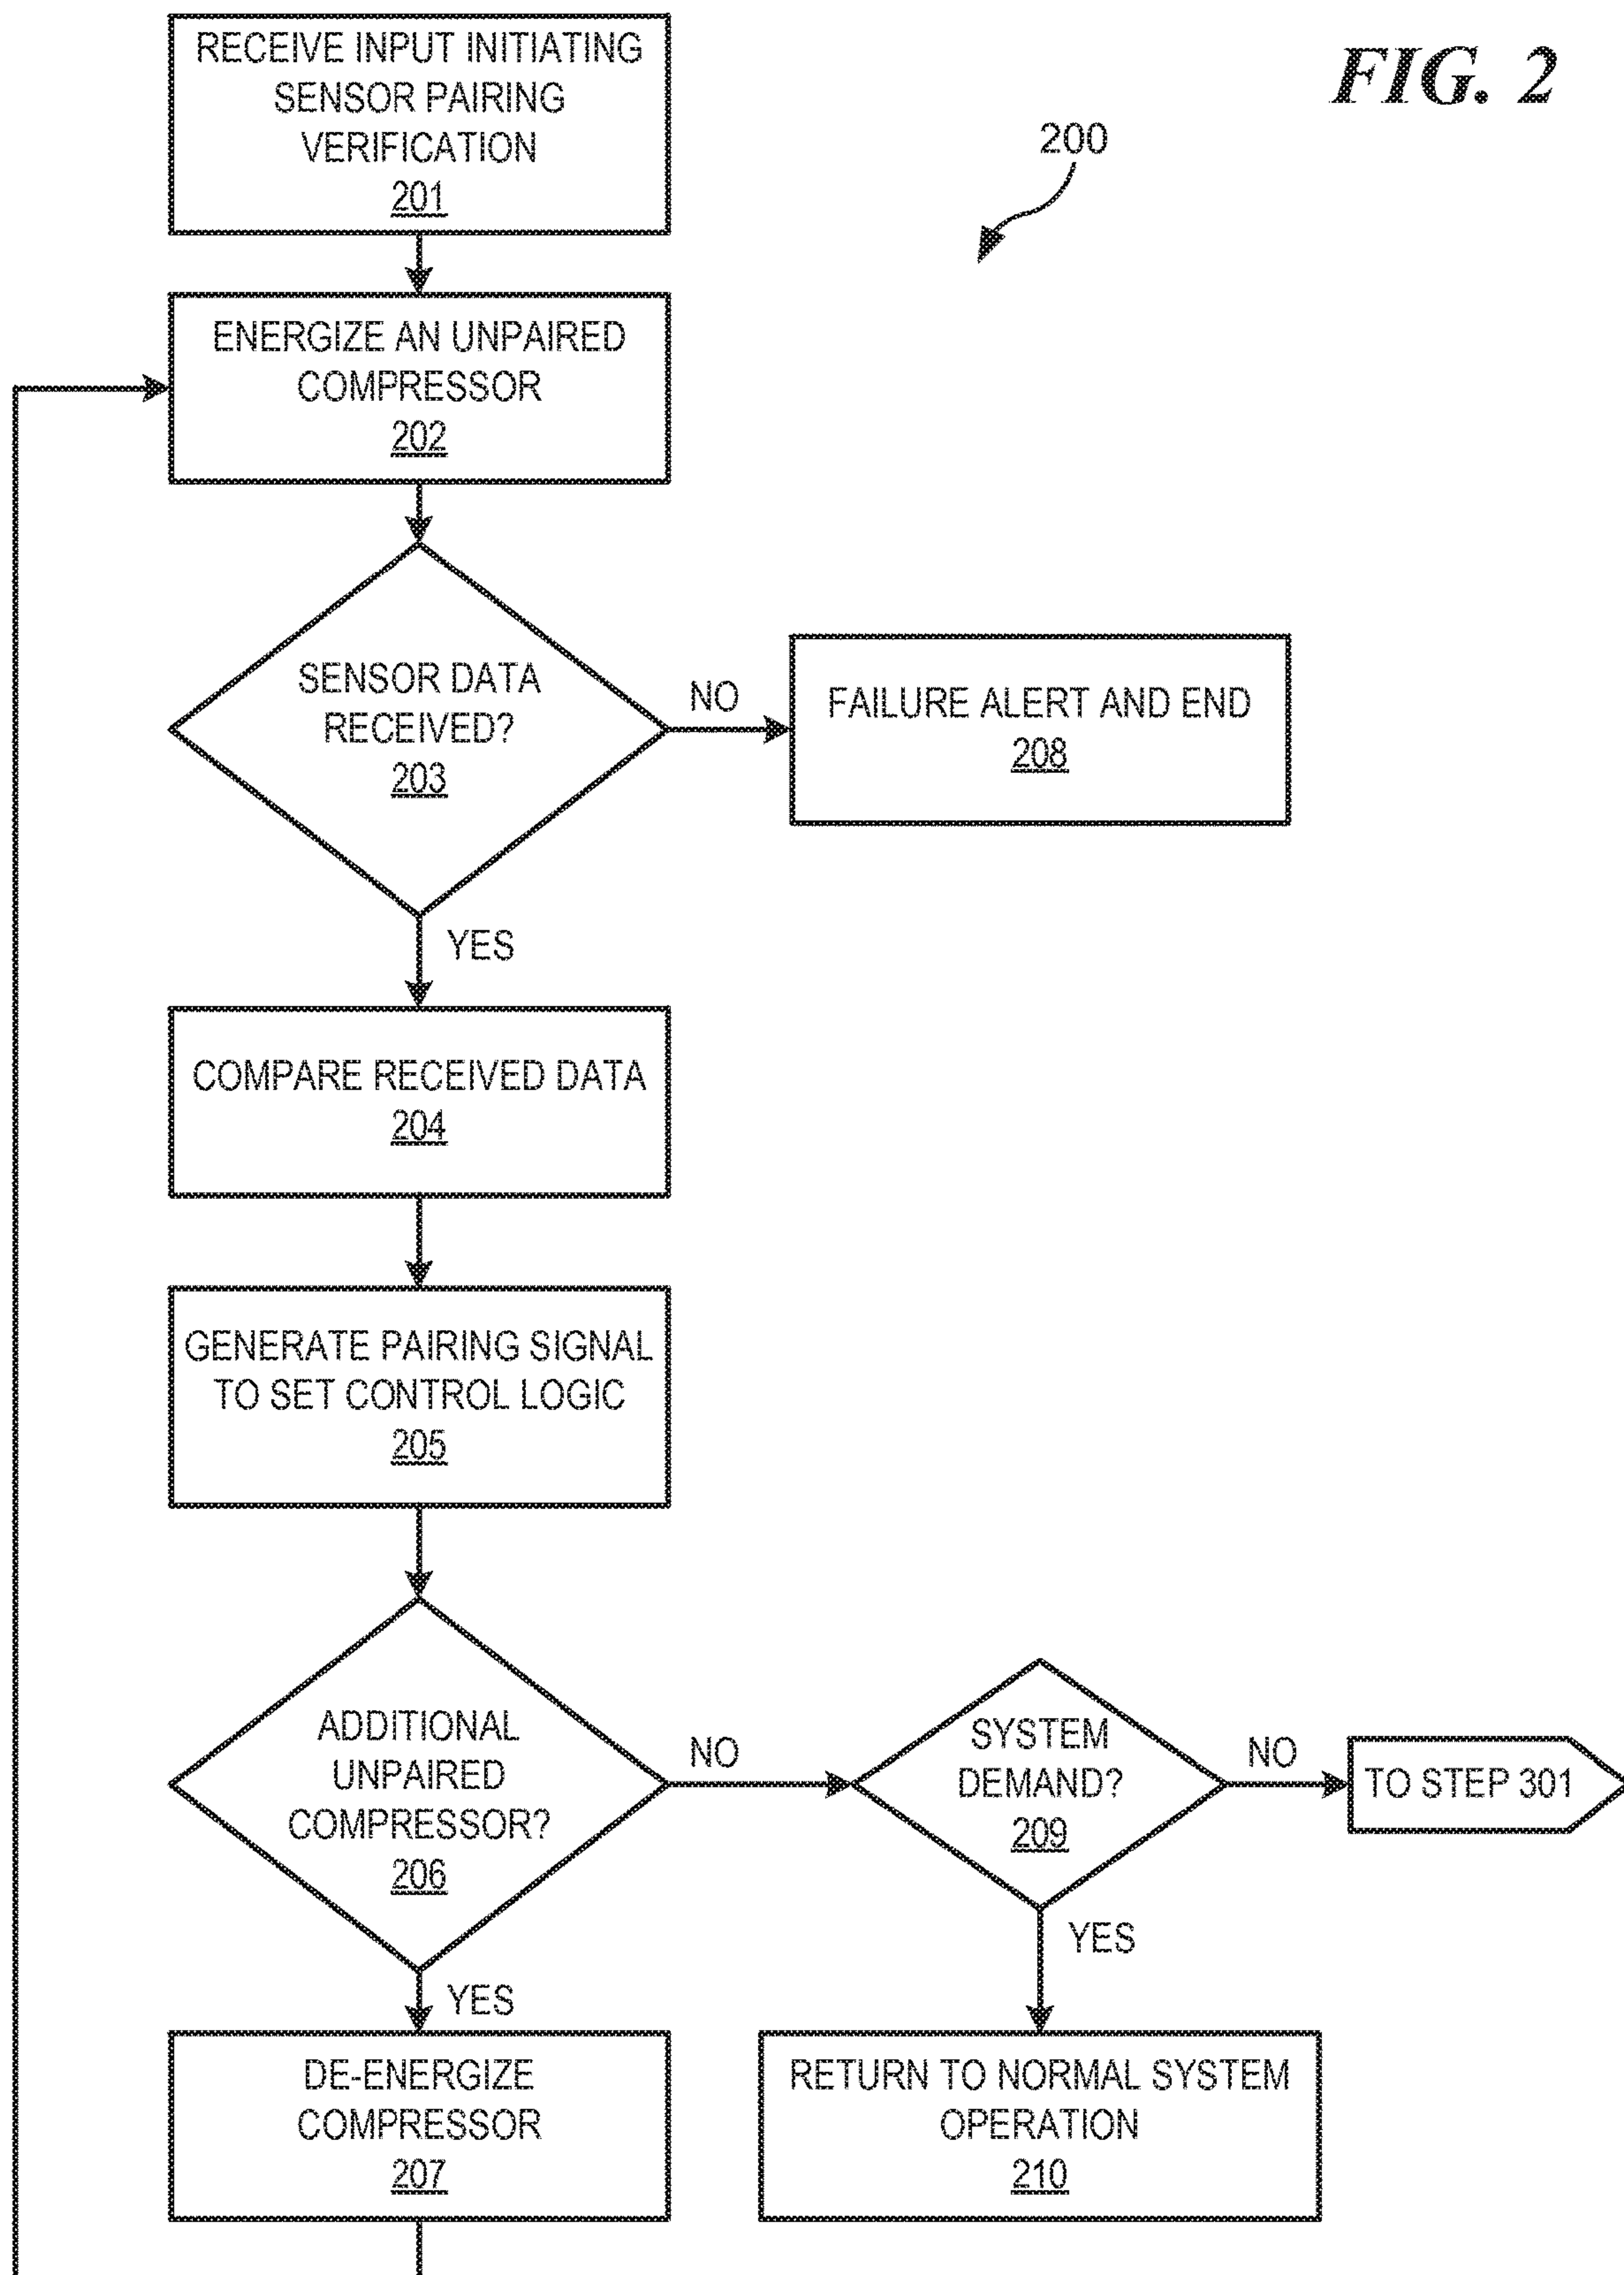 FIG. 2
200
RECEIVE INPUT INITIATING
SENSOR PAIRING
VERIFICATION
201
ENERGIZE AN UNPAIRED
COMPRESSOR
202
SENSOR DATA
RECEIVED?
203
NO
FAILURE ALERT AND END
208
YES
COMPARE RECEIVED DATA
204
GENERATE PAIRING SIGNAL
TO SET CONTROL LOGIC
205
ADDITIONAL
UNPAIRED
COMPRESSOR?
206
NO
SYSTEM
DEMAND?
209
NO
TO STEP 301
YES
YES
DE-ENERGIZE
COMPRESSOR
207
RETURN TO NORMAL SYSTEM
OPERATION
210